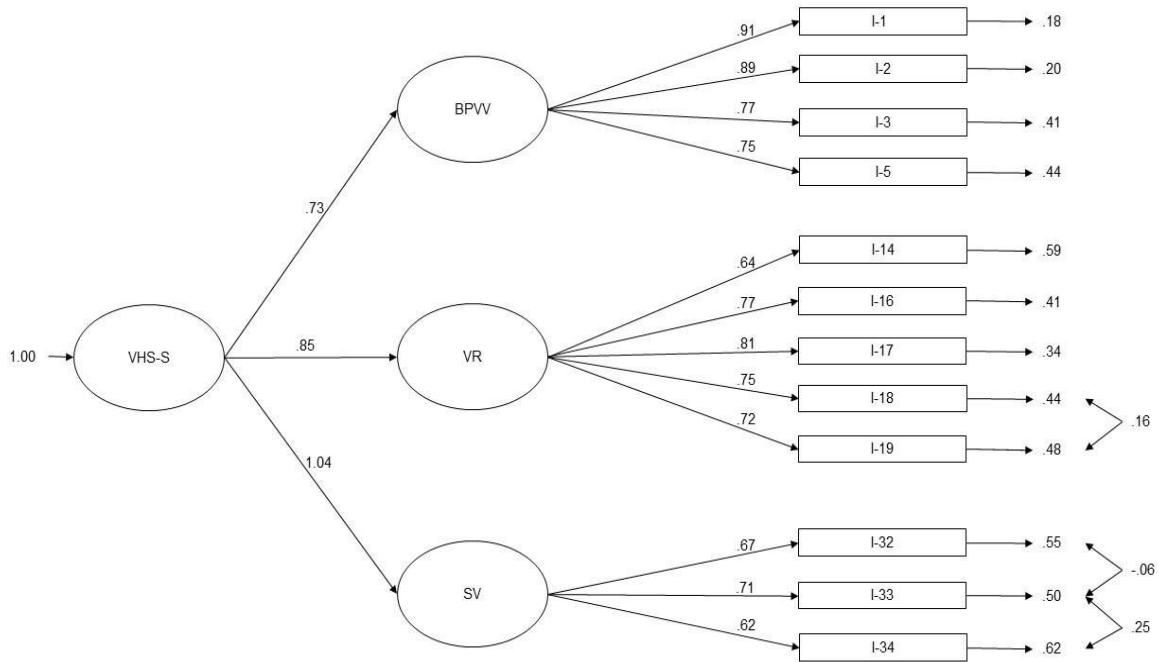 .91 I-1 .18
.89 I-2 .20
BPVV
.77 I-3 .41
.75 I-5 .44
.73
.64 I-14 .59
.77 I-16 .41
1.00 VHS-S .85 VR .81 I-17 .34
.75 I-18 .44
.16
.72 I-19 .48
1.04
.67 I-32 .55
-.06
SV .71 I-33 .50
.25
.62 I-34 .62